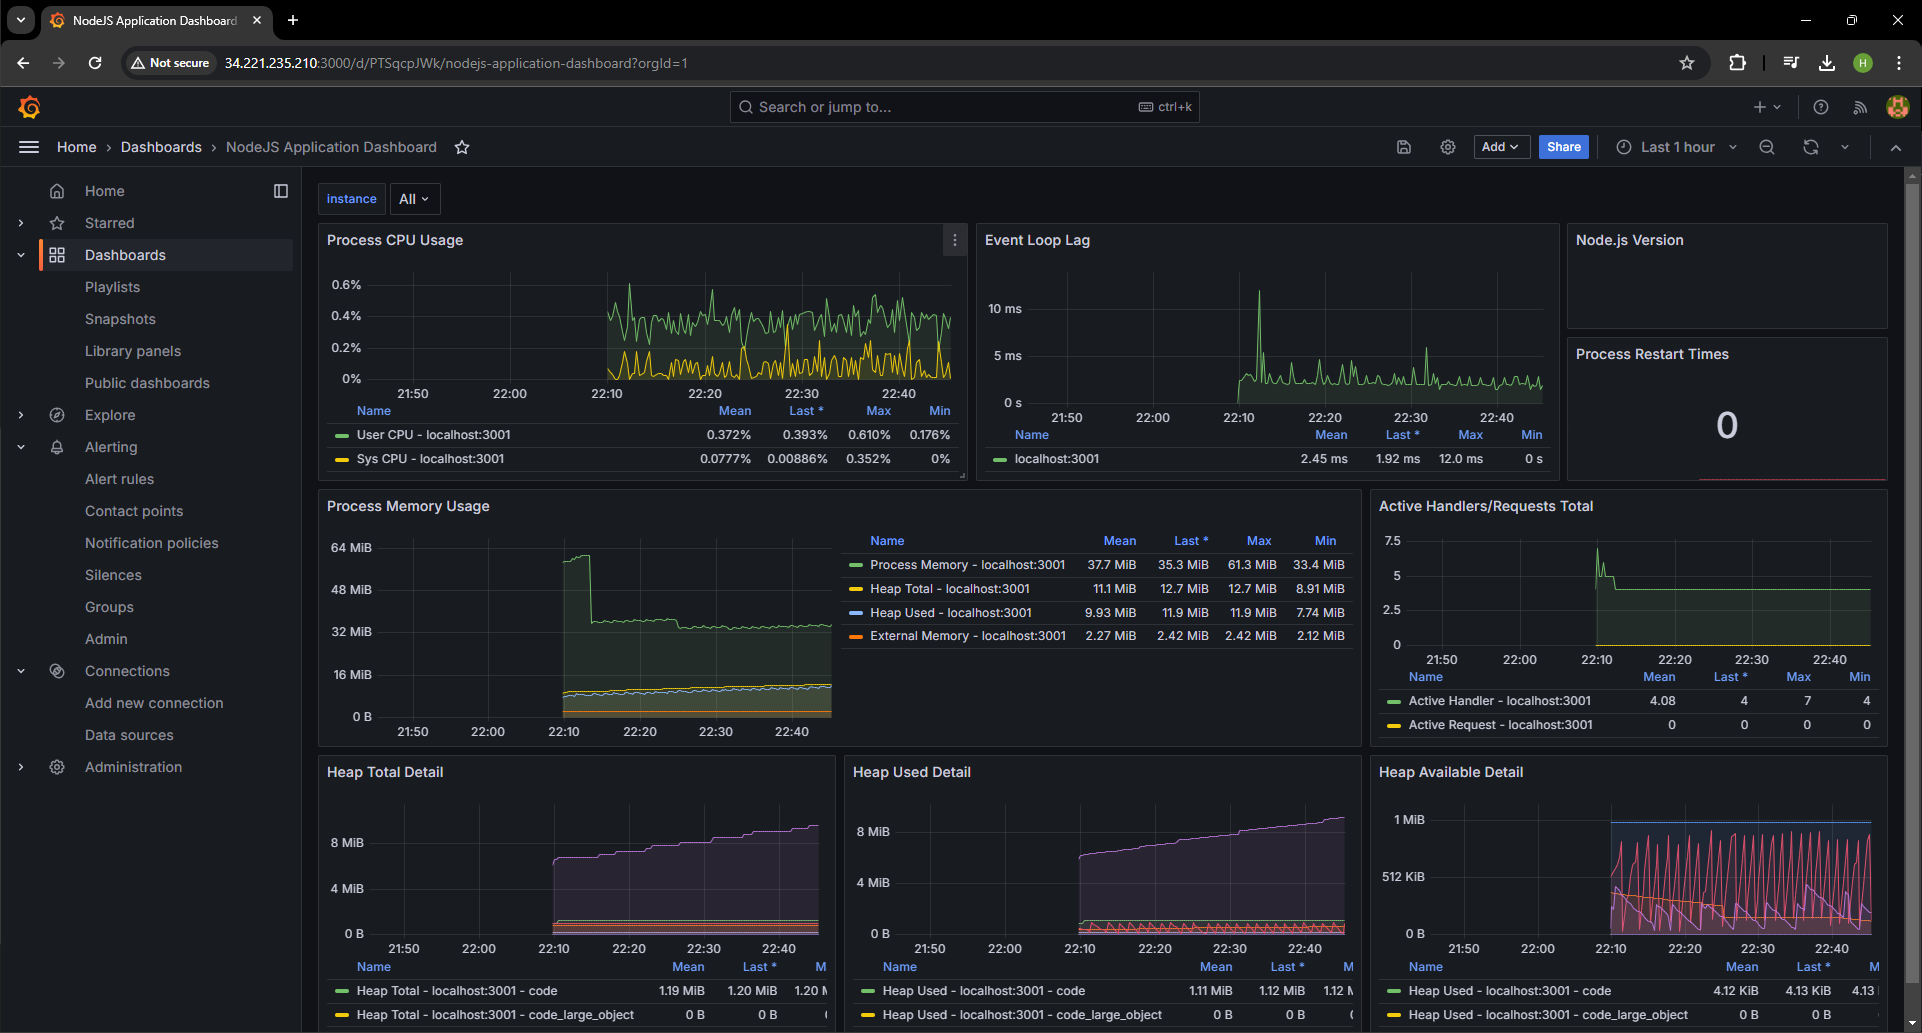 NodeJS Application Dashboard
Not secure 34.221.235.210:3000/d/PTSqcpJWk/nodejs-application-dashboard?orgId=1 H
Search or jump to... ctrl+k
Home › Dashboards › NodeJS Application Dashboard Add Share Last 1 hour
Home
Starred
Dashboards
Playlists
Snapshots
Library panels
Public dashboards
Explore
Alerting
Alert rules
Contact points
Notification policies
Silences
Groups
Admin
Connections
Add new connection
Data sources
Administration
instance All
Process CPU Usage
0.6%
0.4%
0.2%
0%
21:50 22:00 22:10 22:20 22:30 22:40
Name Mean Last * Max Min
User CPU - localhost:3001 0.372% 0.393% 0.610% 0.176%
Sys CPU - localhost:3001 0.0777% 0.00886% 0.352% 0%
Event Loop Lag
10 ms
5 ms
0 s
21:50 22:00 22:10 22:20 22:30 22:40
Name Mean Last * Max Min
localhost:3001 2.45 ms 1.92 ms 12.0 ms 0 s
Node.js Version
Process Restart Times
0
Process Memory Usage
64 MiB
48 MiB
32 MiB
16 MiB
0 B
21:50 22:00 22:10 22:20 22:30 22:40
Name Mean Last * Max Min
Process Memory - localhost:3001 37.7 MiB 35.3 MiB 61.3 MiB 33.4 MiB
Heap Total - localhost:3001 11.1 MiB 12.7 MiB 12.7 MiB 8.91 MiB
Heap Used - localhost:3001 9.93 MiB 11.9 MiB 11.9 MiB 7.74 MiB
External Memory - localhost:3001 2.27 MiB 2.42 MiB 2.42 MiB 2.12 MiB
Active Handlers/Requests Total
7.5
5
2.5
0
21:50 22:00 22:10 22:20 22:30 22:40
Name Mean Last * Max Min
Active Handler - localhost:3001 4.08 4 7 4
Active Request - localhost:3001 0 0 0 0
Heap Total Detail
8 MiB
4 MiB
0 B
21:50 22:00 22:10 22:20 22:30 22:40
Name Mean Last * M
Heap Total - localhost:3001 - code 1.19 MiB 1.20 MiB 1.20 M
Heap Total - localhost:3001 - code_large_object 0 B 0 B
Heap Used Detail
8 MiB
4 MiB
0 B
21:50 22:00 22:10 22:20 22:30 22:40
Name Mean Last * M
Heap Used - localhost:3001 - code 1.11 MiB 1.12 MiB 1.12 M
Heap Used - localhost:3001 - code_large_object 0 B 0 B
Heap Available Detail
1 MiB
512 KiB
0 B
21:50 22:00 22:10 22:20 22:30 22:40
Name Mean Last * M
Heap Used - localhost:3001 - code 4.12 KiB 4.13 KiB 4.13
Heap Used - localhost:3001 - code_large_object 0 B 0 B